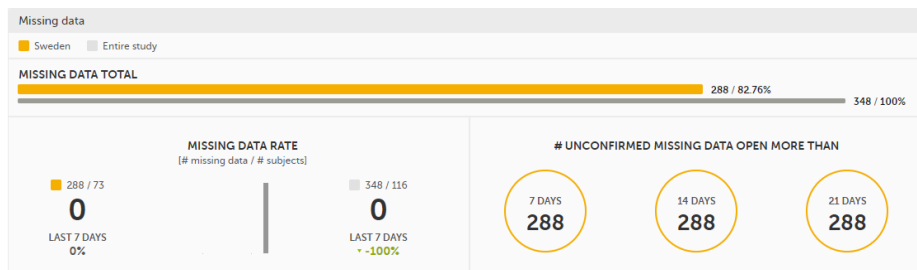 Missing data
Sweden Entire study
MISSING DATA TOTAL
288 / 82.76%
348 / 100%
MISSING DATA RATE
[# missing data / # subjects]
288 / 73
0
LAST 7 DAYS
0%
348 / 116
0
LAST 7 DAYS
▾ -100%
# UNCONFIRMED MISSING DATA OPEN MORE THAN
7 DAYS
288
14 DAYS
288
21 DAYS
288